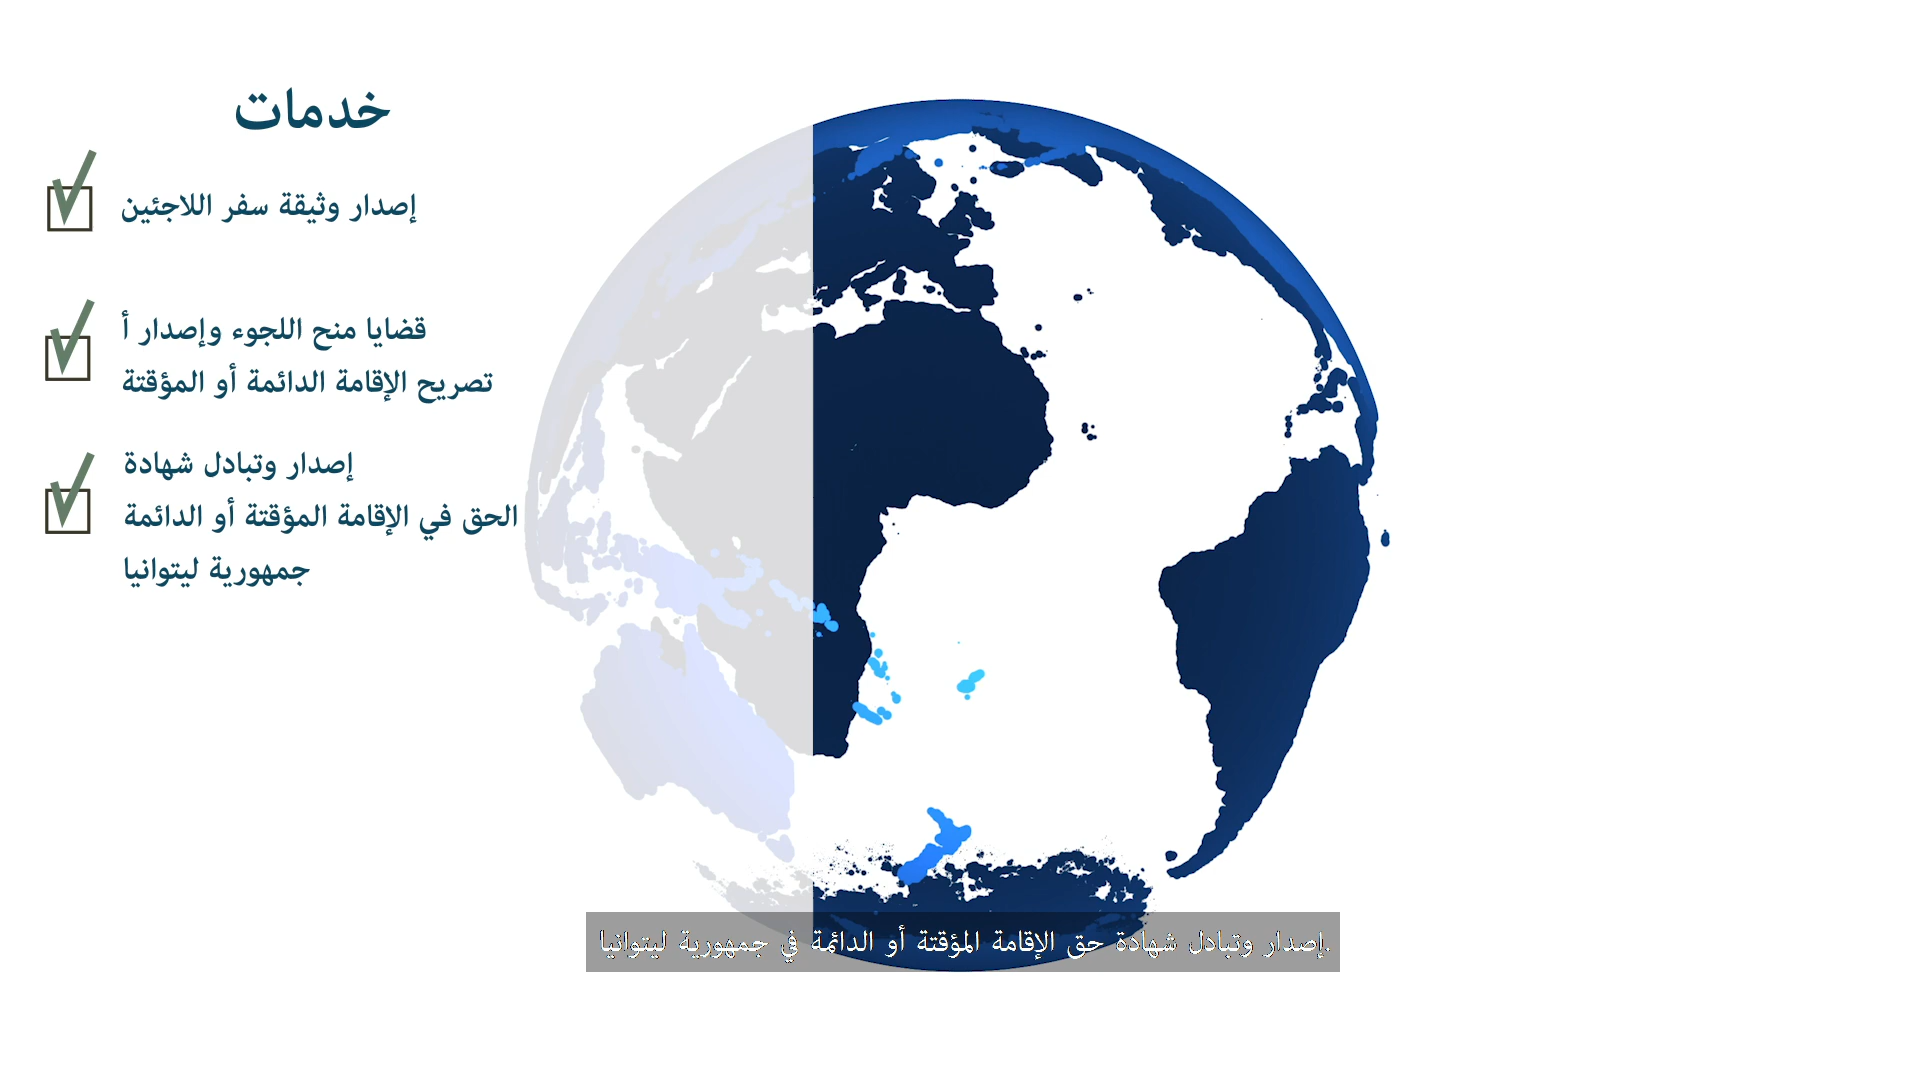 خدمات
إصدار وثيقة سفر اللاجئين
قضايا منح اللجوء وإصدار أ
تصريح الإقامة الدائمة أو المؤقتة
إصدار وتبادل شهادة
الحق في الإقامة المؤقتة أو الدائمة
جمهورية ليتوانيا
إصدار وتبادل شهادة حق الإقامة المؤقتة أو الدائمة في جمهورية ليتوانيا.